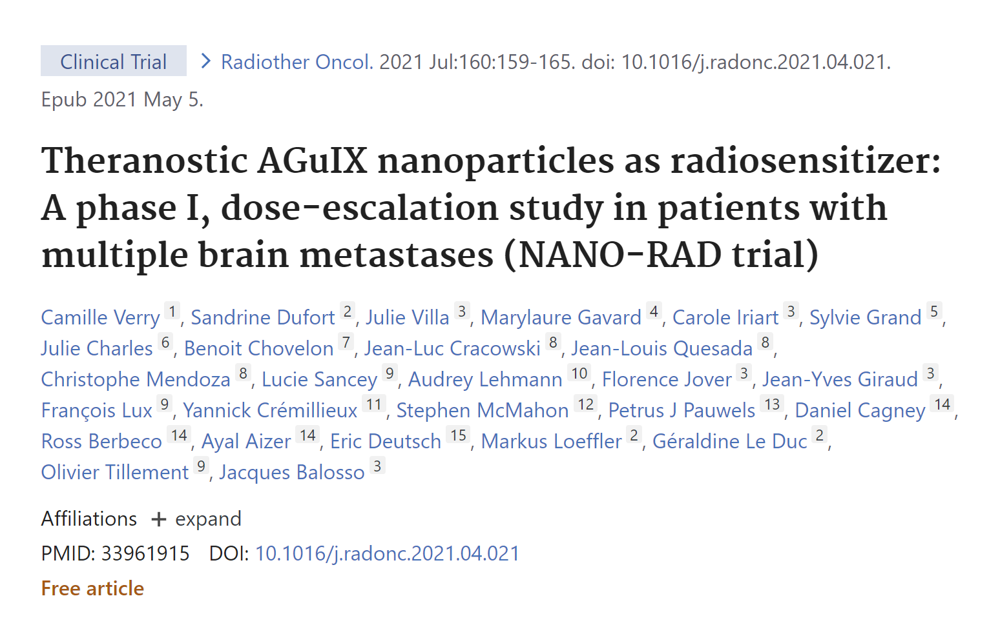 Clinical Trial > Radiother Oncol. 2021 Jul:160:159-165. doi: 10.1016/j.radonc.2021.04.021.
Epub 2021 May 5.
Theranostic AGuIX nanoparticles as radiosensitizer:
A phase I, dose-escalation study in patients with
multiple brain metastases (NANO-RAD trial)
Camille Verry 1, Sandrine Dufort 2, Julie Villa 3, Marylaure Gavard 4, Carole Iriart 3, Sylvie Grand 5,
Julie Charles 6, Benoit Chovelon 7, Jean-Luc Cracowski 8, Jean-Louis Quesada 8,
Christophe Mendoza 8, Lucie Sancey 9, Audrey Lehmann 10, Florence Jover 3, Jean-Yves Giraud 3,
François Lux 9, Yannick Crémillieux 11, Stephen McMahon 12, Petrus J Pauwels 13, Daniel Cagney 14,
Ross Berbeco 14, Ayal Aizer 14, Eric Deutsch 15, Markus Loeffler 2, Géraldine Le Duc 2,
Olivier Tillement 9, Jacques Balosso 3
Affiliations + expand
PMID: 33961915 DOI: 10.1016/j.radonc.2021.04.021
Free article